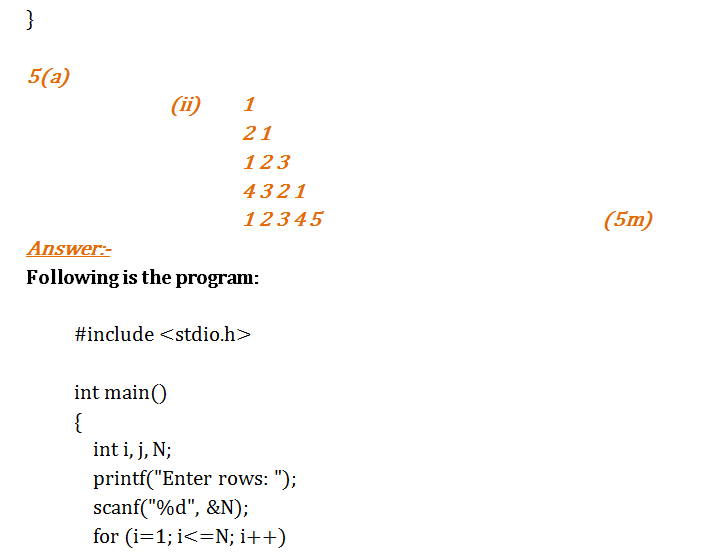 }
5(a)
(ii) 1
2 1
1 2 3
4 3 2 1
1 2 3 4 5 (5m)
Answer:-
Following is the program:
#include <stdio.h>
int main()
{
int i, j, N;
printf("Enter rows: ");
scanf("%d", &N);
for (i=1; i<=N; i++)